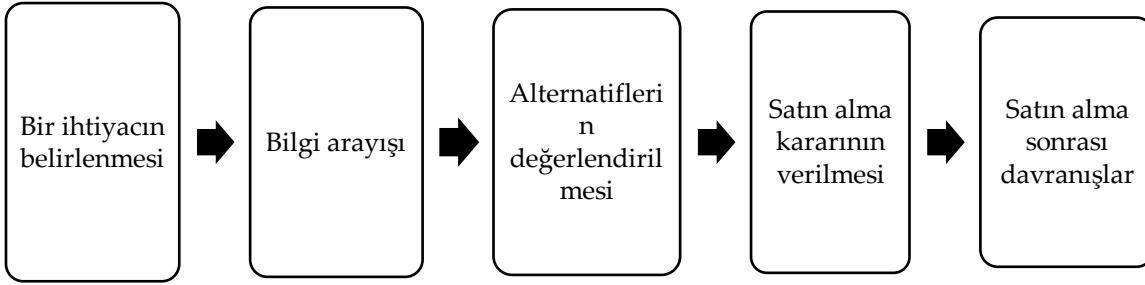 Bir ihtiyacın
belirlenmesi
Bilgi arayışı
Alternatifleri
n
değerlendiril
mesi
Satın alma
kararının
verilmesi
Satın alma
sonrası
davranışlar